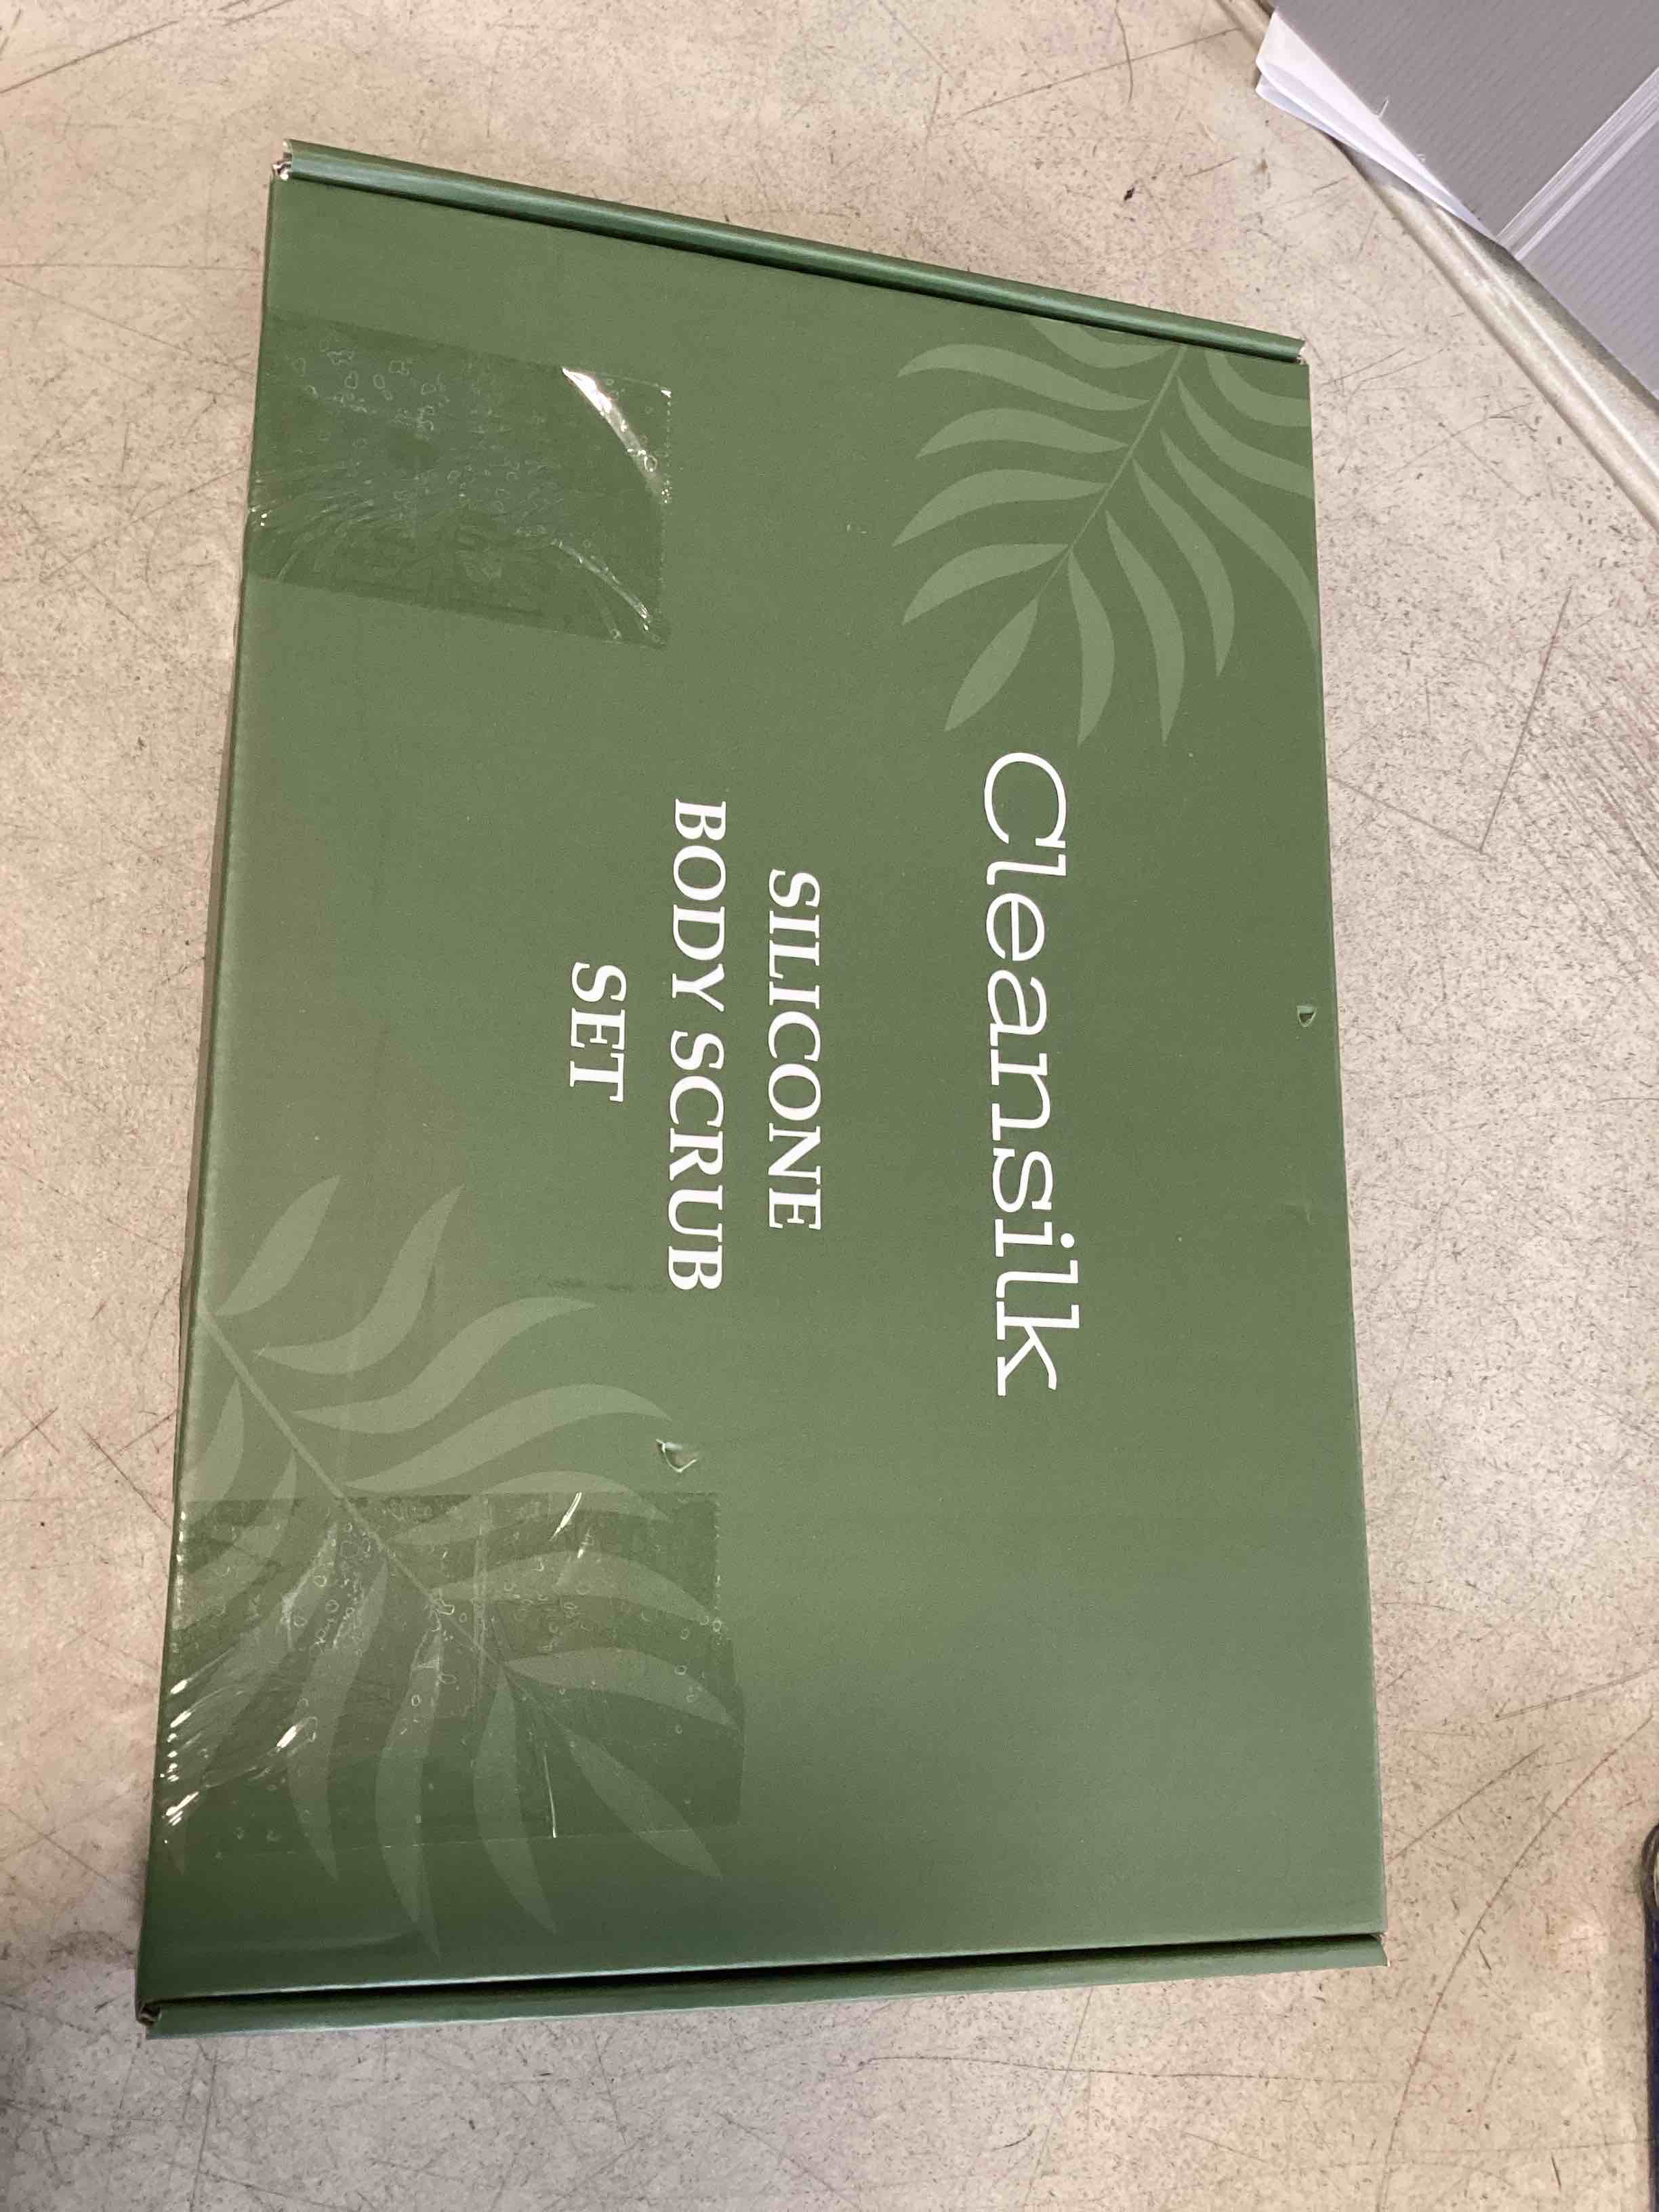 Cleansilk
SILICONE
BODY SCRUB
SET